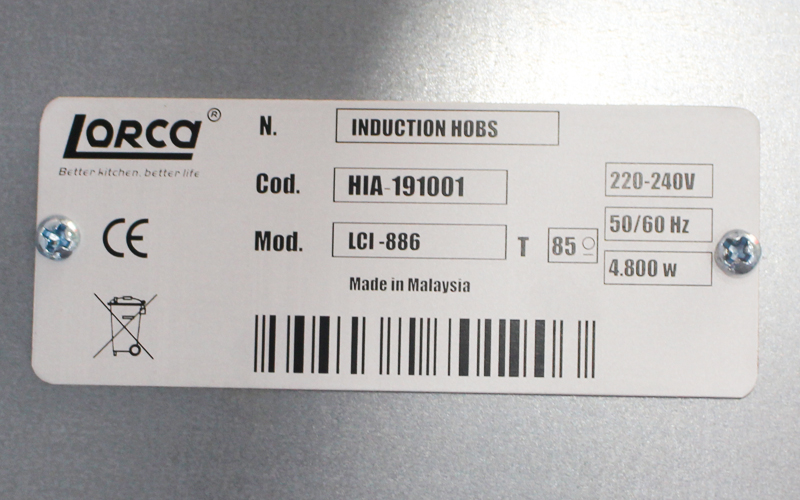 LORCA ®
Better kitchen, better life
N. INDUCTION HOBS
Cod. HIA-191001
Mod. LCI -886
T 85°
220-240V
50/60 Hz
4.800 w
Made in Malaysia
CE